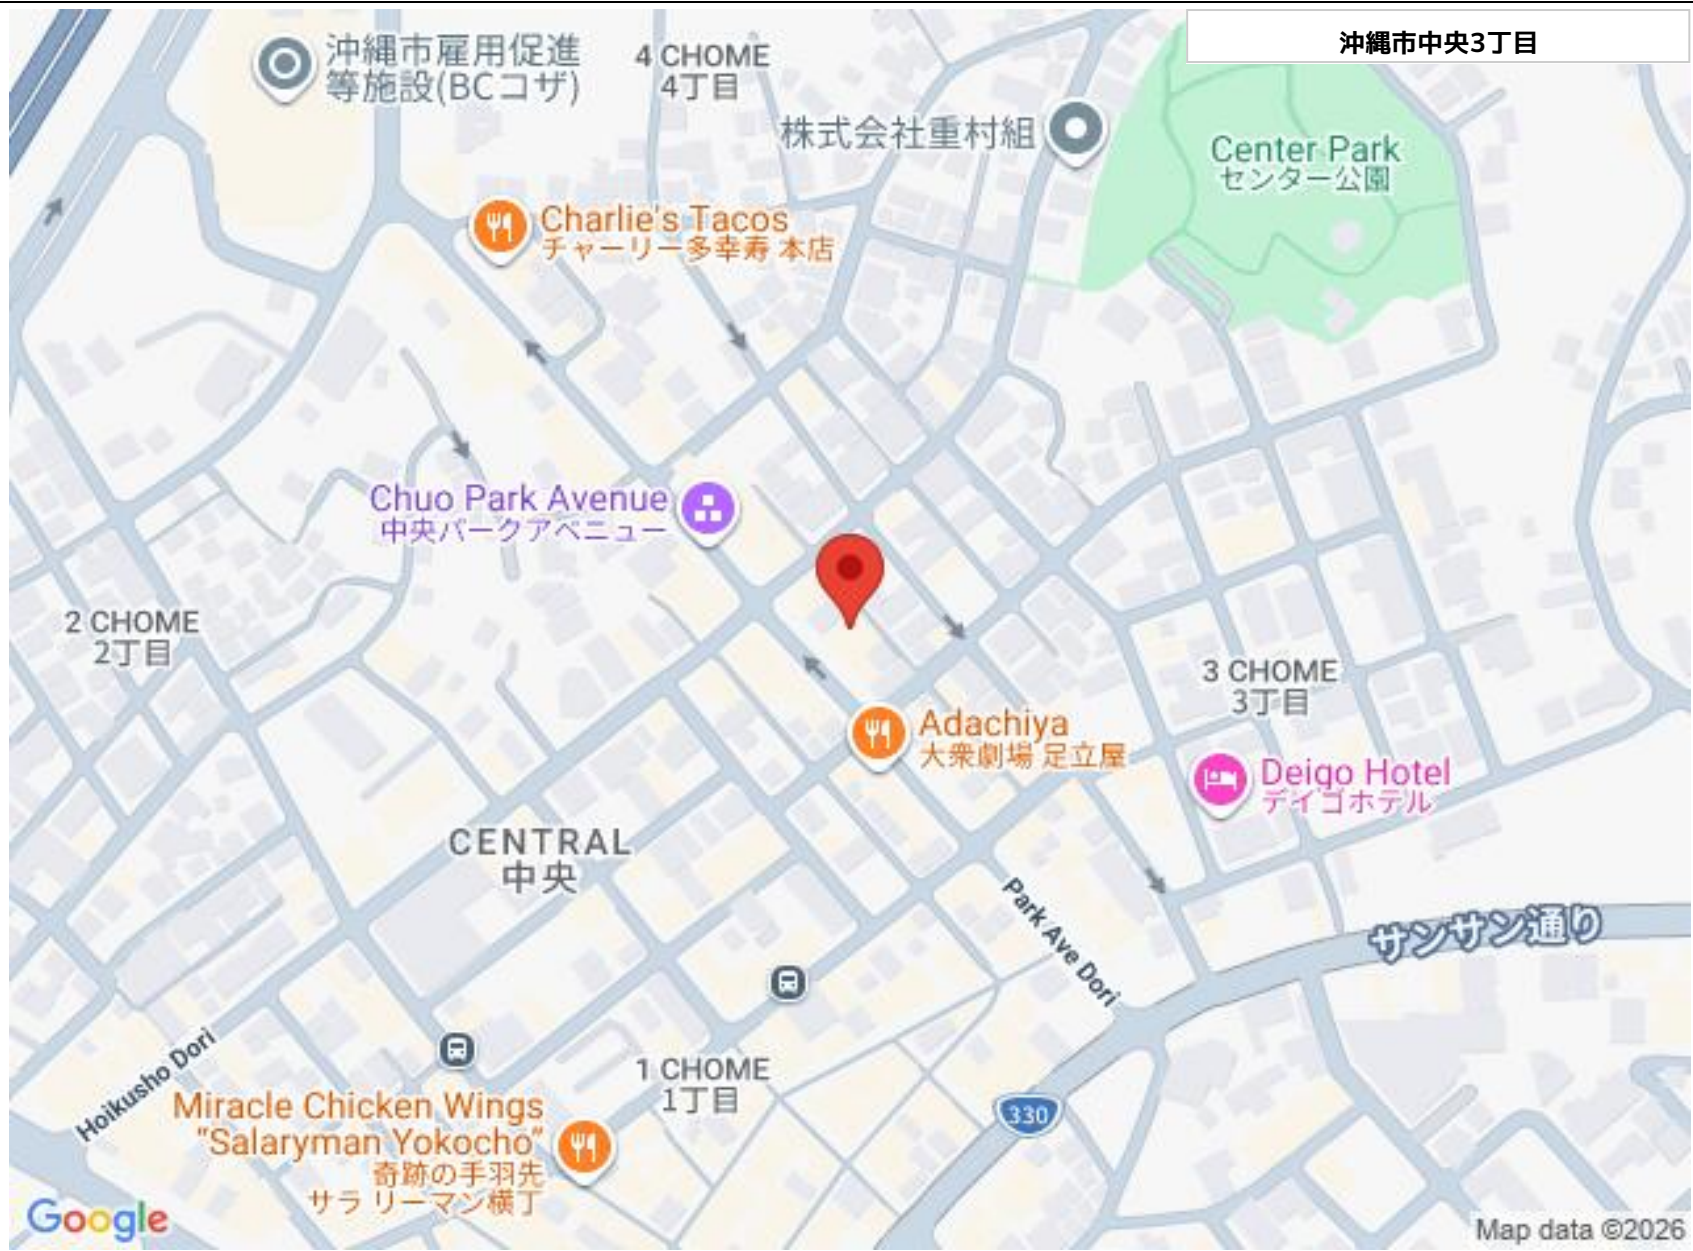 沖縄市中央3丁目
沖縄市雇用促進
等施設(BCコザ)
4 CHOME
4丁目
株式会社重村組
Center Park
センター公園
Charlie's Tacos
チャーリー多幸寿 本店
Chuo Park Avenue
中央パークアベニュー
2 CHOME
2丁目
3 CHOME
3丁目
Adachiya
大衆劇場 足立屋
Deigo Hotel
デイゴホテル
CENTRAL
中央
Park Ave Dori
サンサン通り
Hoikusho Dori
1 CHOME
1丁目
330
Miracle Chicken Wings
"Salaryman Yokocho"
奇跡の手羽先
サラリーマン横丁
Google
Map data ©2026